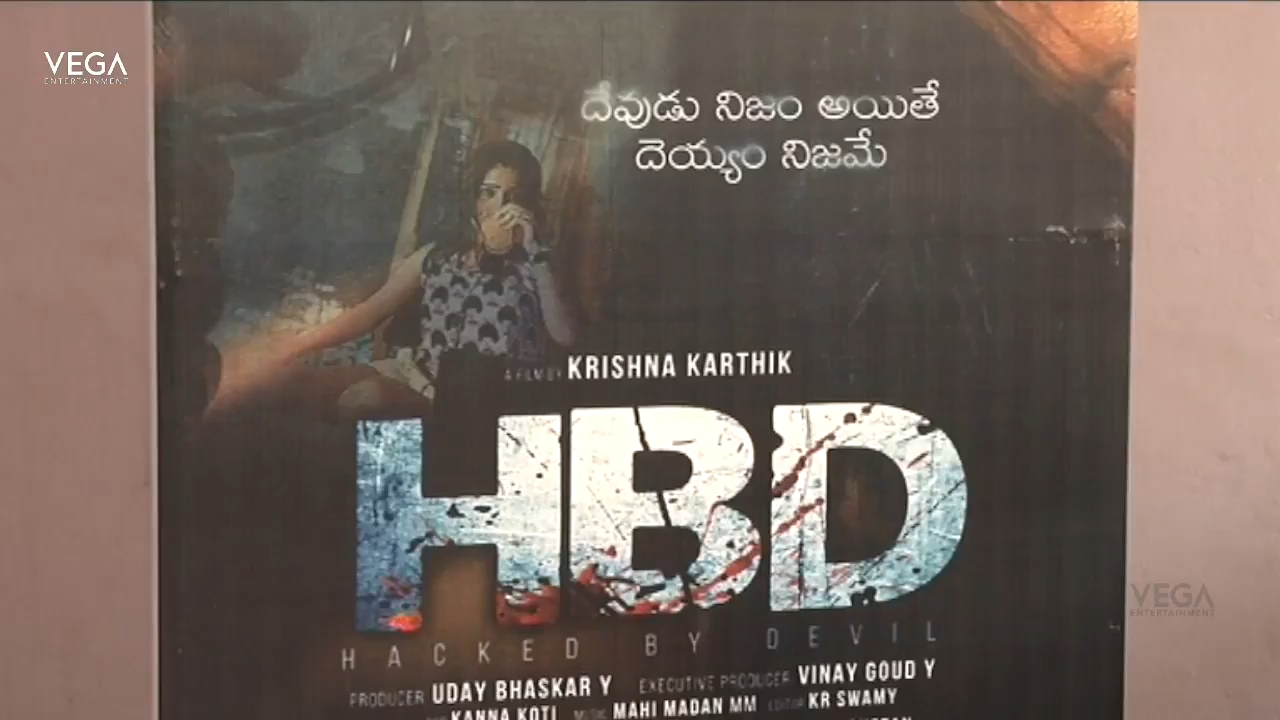 VEGA
ENTERTAINMENT
దేవుడు నిజం అయితే
దెయ్యం నిజమే
A FILM BY KRISHNA KARTHIK
HBD
HACKED BY DEVIL
PRODUCER UDAY BHASKAR Y EXECUTIVE PRODUCER VINAY GOUD Y
KANNA KOTI MUSIC MAHI MADAN MM EDITOR KR SWAMY
VEGA
ENTERTAINMENT